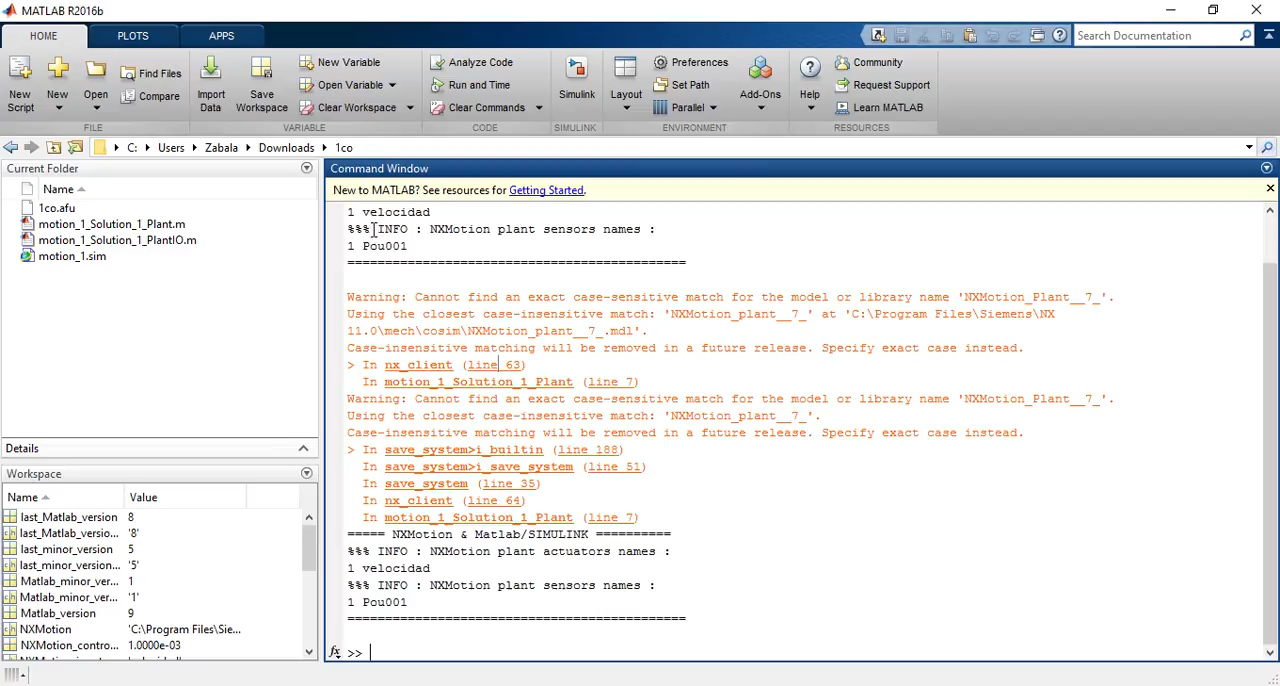 MATLAB R2016b
HOME PLOTS APPS
Search Documentation
New Script
New
Open
Find Files
Compare
Import Data
Save Workspace
New Variable
Open Variable
Clear Workspace
Analyze Code
Run and Time
Clear Commands
Simulink
Layout
Preferences
Set Path
Parallel
Add-Ons
Help
Community
Request Support
Learn MATLAB
FILE VARIABLE CODE SIMULINK ENVIRONMENT RESOURCES
C: Users Zabala Downloads 1co
Current Folder
Name
1co.afu
motion_1_Solution_1_Plant.m
motion_1_Solution_1_PlantIO.m
motion_1.sim
Details
Workspace
Name Value
last_Matlab_version 8
last_Matlab_versio... '8'
last_minor_version 5
last_minor_version... '5'
Matlab_minor_ver... 1
Matlab_minor_ver... '1'
Matlab_version 9
NXMotion 'C:\Program Files\Sie...
NXMotion_contro... 1.0000e-03
Command Window
New to MATLAB? See resources for Getting Started.
1 velocidad
%%% INFO : NXMotion plant sensors names :
1 Pou001
=============================================
Warning: Cannot find an exact case-sensitive match for the model or library name 'NXMotion_Plant__7_'.
Using the closest case-insensitive match: 'NXMotion_plant__7_' at 'C:\Program Files\Siemens\NX
11.0\mech\cosim\NXMotion_plant__7_.mdl'.
Case-insensitive matching will be removed in a future release. Specify exact case instead.
> In nx_client (line 63)
In motion_1_Solution_1_Plant (line 7)
Warning: Cannot find an exact case-sensitive match for the model or library name 'NXMotion_Plant__7_'.
Using the closest case-insensitive match: 'NXMotion_plant__7_'.
Case-insensitive matching will be removed in a future release. Specify exact case instead.
> In save_system>i_builtin (line 188)
In save_system>i_save_system (line 51)
In save_system (line 35)
In nx_client (line 64)
In motion_1_Solution_1_Plant (line 7)
===== NXMotion & Matlab/SIMULINK ==========
%%% INFO : NXMotion plant actuators names :
1 velocidad
%%% INFO : NXMotion plant sensors names :
1 Pou001
=============================================
fx >>